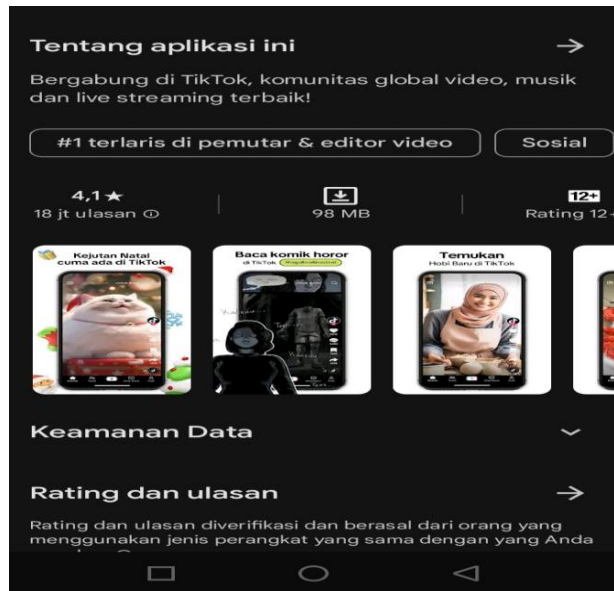 Tentang aplikasi ini
Bergabung di TikTok, komunitas global video, musik
dan live streaming terbaik!
#1 terlaris di pemutar & editor video
Sosial
4,1★
18 jt ulasan
98 MB
12+
Rating 12+
Kejutan Natal
cuma ada di TikTok
Baca komik horor
di TikTok
Temukan
Hobi Baru di TikTok
Keamanan Data
Rating dan ulasan
Rating dan ulasan diverifikasi dan berasal dari orang yang
menggunakan jenis perangkat yang sama dengan yang Anda